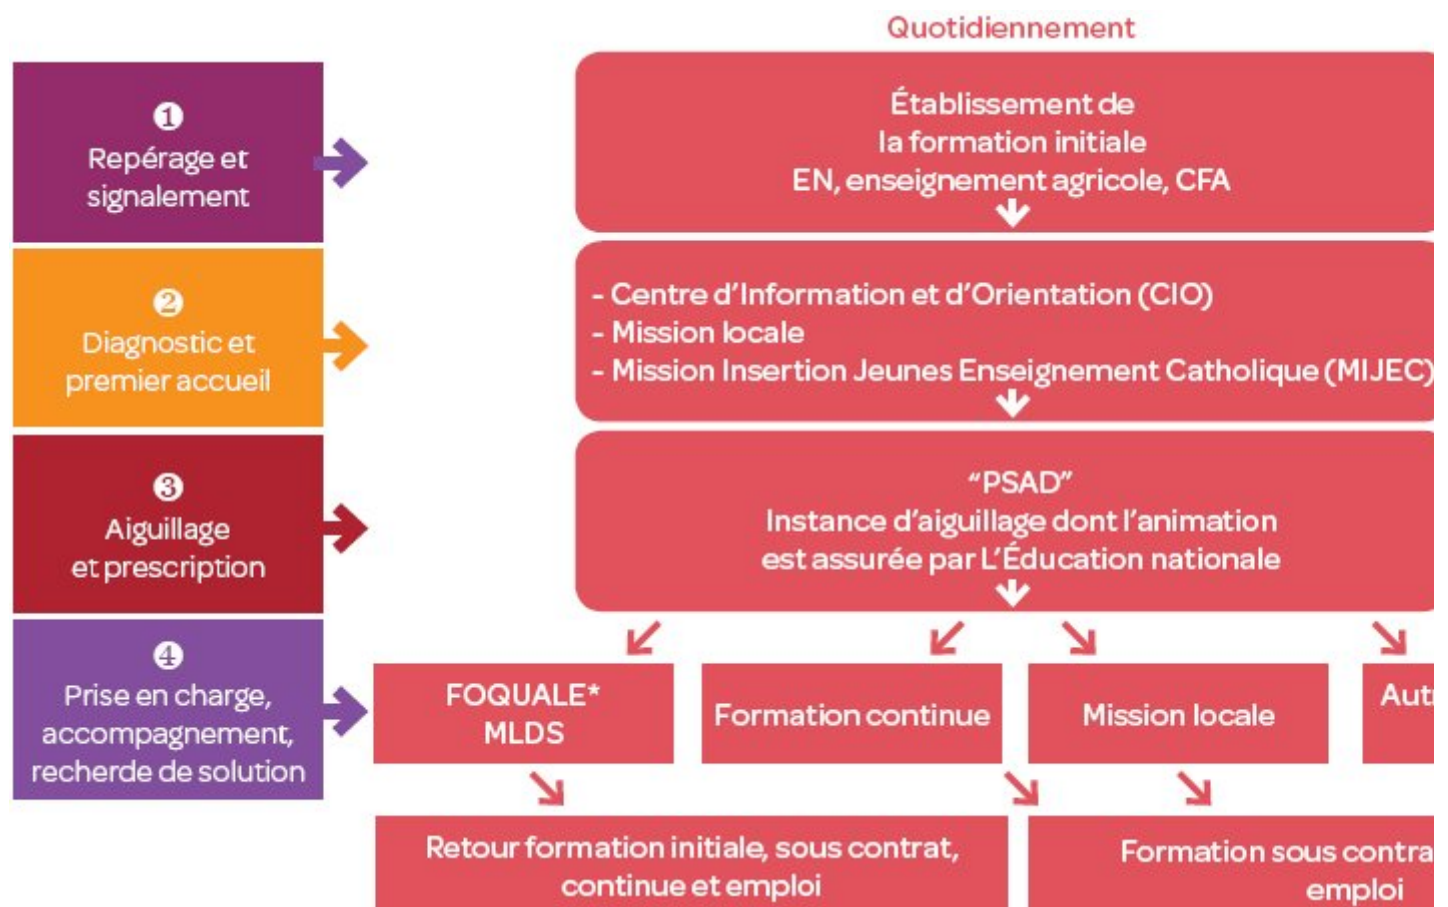 Quotidiennement
❶
Repérage et
signalement
Établissement de
la formation initiale
EN, enseignement agricole, CFA
❷
Diagnostic et
premier accueil
- Centre d'Information et d'Orientation (CIO)
- Mission locale
- Mission Insertion Jeunes Enseignement Catholique (MIJEC)
❸
Aiguillage
et prescription
“PSAD”
Instance d'aiguillage dont l'animation
est assurée par L'Éducation nationale
❹
Prise en charge,
accompagnement,
recherde de solution
FOQUALE*
MLDS
Formation continue
Mission locale
Retour formation initiale, sous contrat,
continue et emploi
Formation sous
emploi